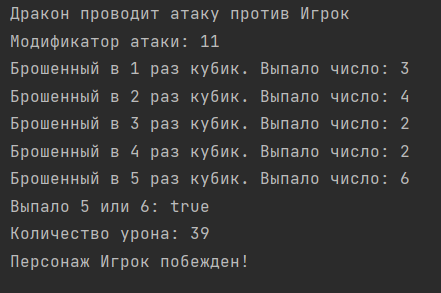 Дракон проводит атаку против Игрок
Модификатор атаки: 11
Брошенный в 1 раз кубик. Выпало число: 3
Брошенный в 2 раз кубик. Выпало число: 4
Брошенный в 3 раз кубик. Выпало число: 2
Брошенный в 4 раз кубик. Выпало число: 2
Брошенный в 5 раз кубик. Выпало число: 6
Выпало 5 или 6: true
Количество урона: 39
Персонаж Игрок побежден!